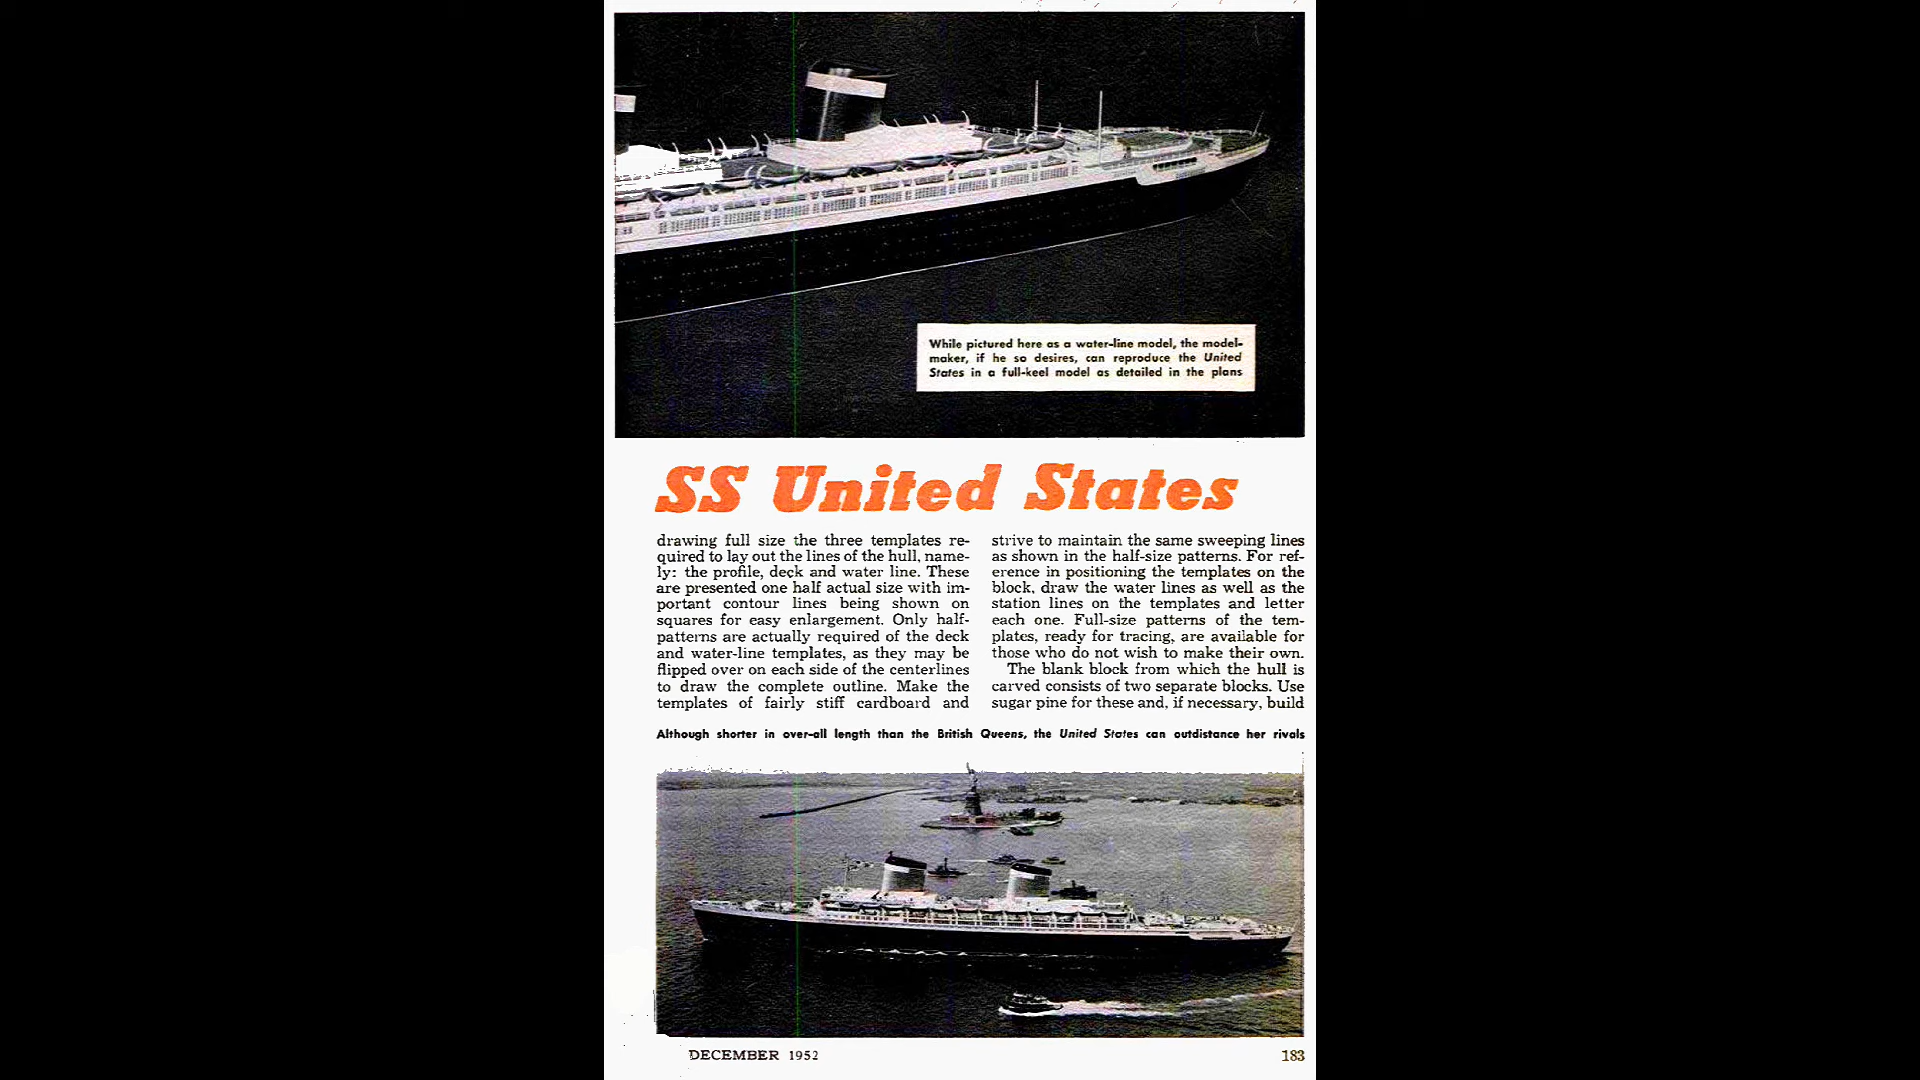 While pictured here as a water-line model, the model-
maker, if he so desires, can reproduce the United
States in a full-keel model as detailed in the plans
SS United States
drawing full size the three templates re-
quired to lay out the lines of the hull, name-
ly: the profile, deck and water line. These
are presented one half actual size with im-
portant contour lines being shown on
squares for easy enlargement. Only half-
patterns are actually required of the deck
and water-line templates, as they may be
flipped over on each side of the centerlines
to draw the complete outline. Make the
templates of fairly stiff cardboard and
strive to maintain the same sweeping lines
as shown in the half-size patterns. For ref-
erence in positioning the templates on the
block, draw the water lines as well as the
station lines on the templates and letter
each one. Full-size patterns of the tem-
plates, ready for tracing, are available for
those who do not wish to make their own.
The blank block from which the hull is
carved consists of two separate blocks. Use
sugar pine for these and, if necessary, build
Although shorter in over-all length than the British Queens, the United States can outdistance her rivals
DECEMBER 1952
183